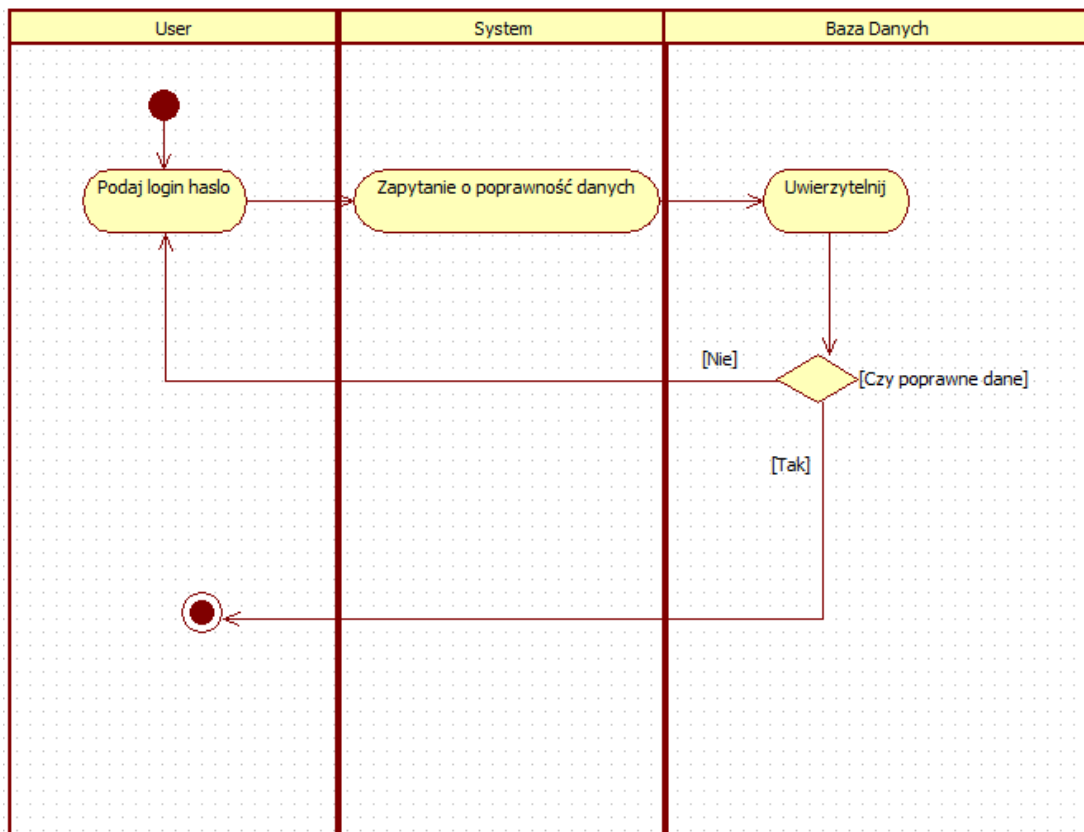 User
System
Baza Danych
Podaj login haslo
Zapytanie o poprawność danych
Uwierzytelnij
[Nie]
[Czy poprawne dane]
[Tak]